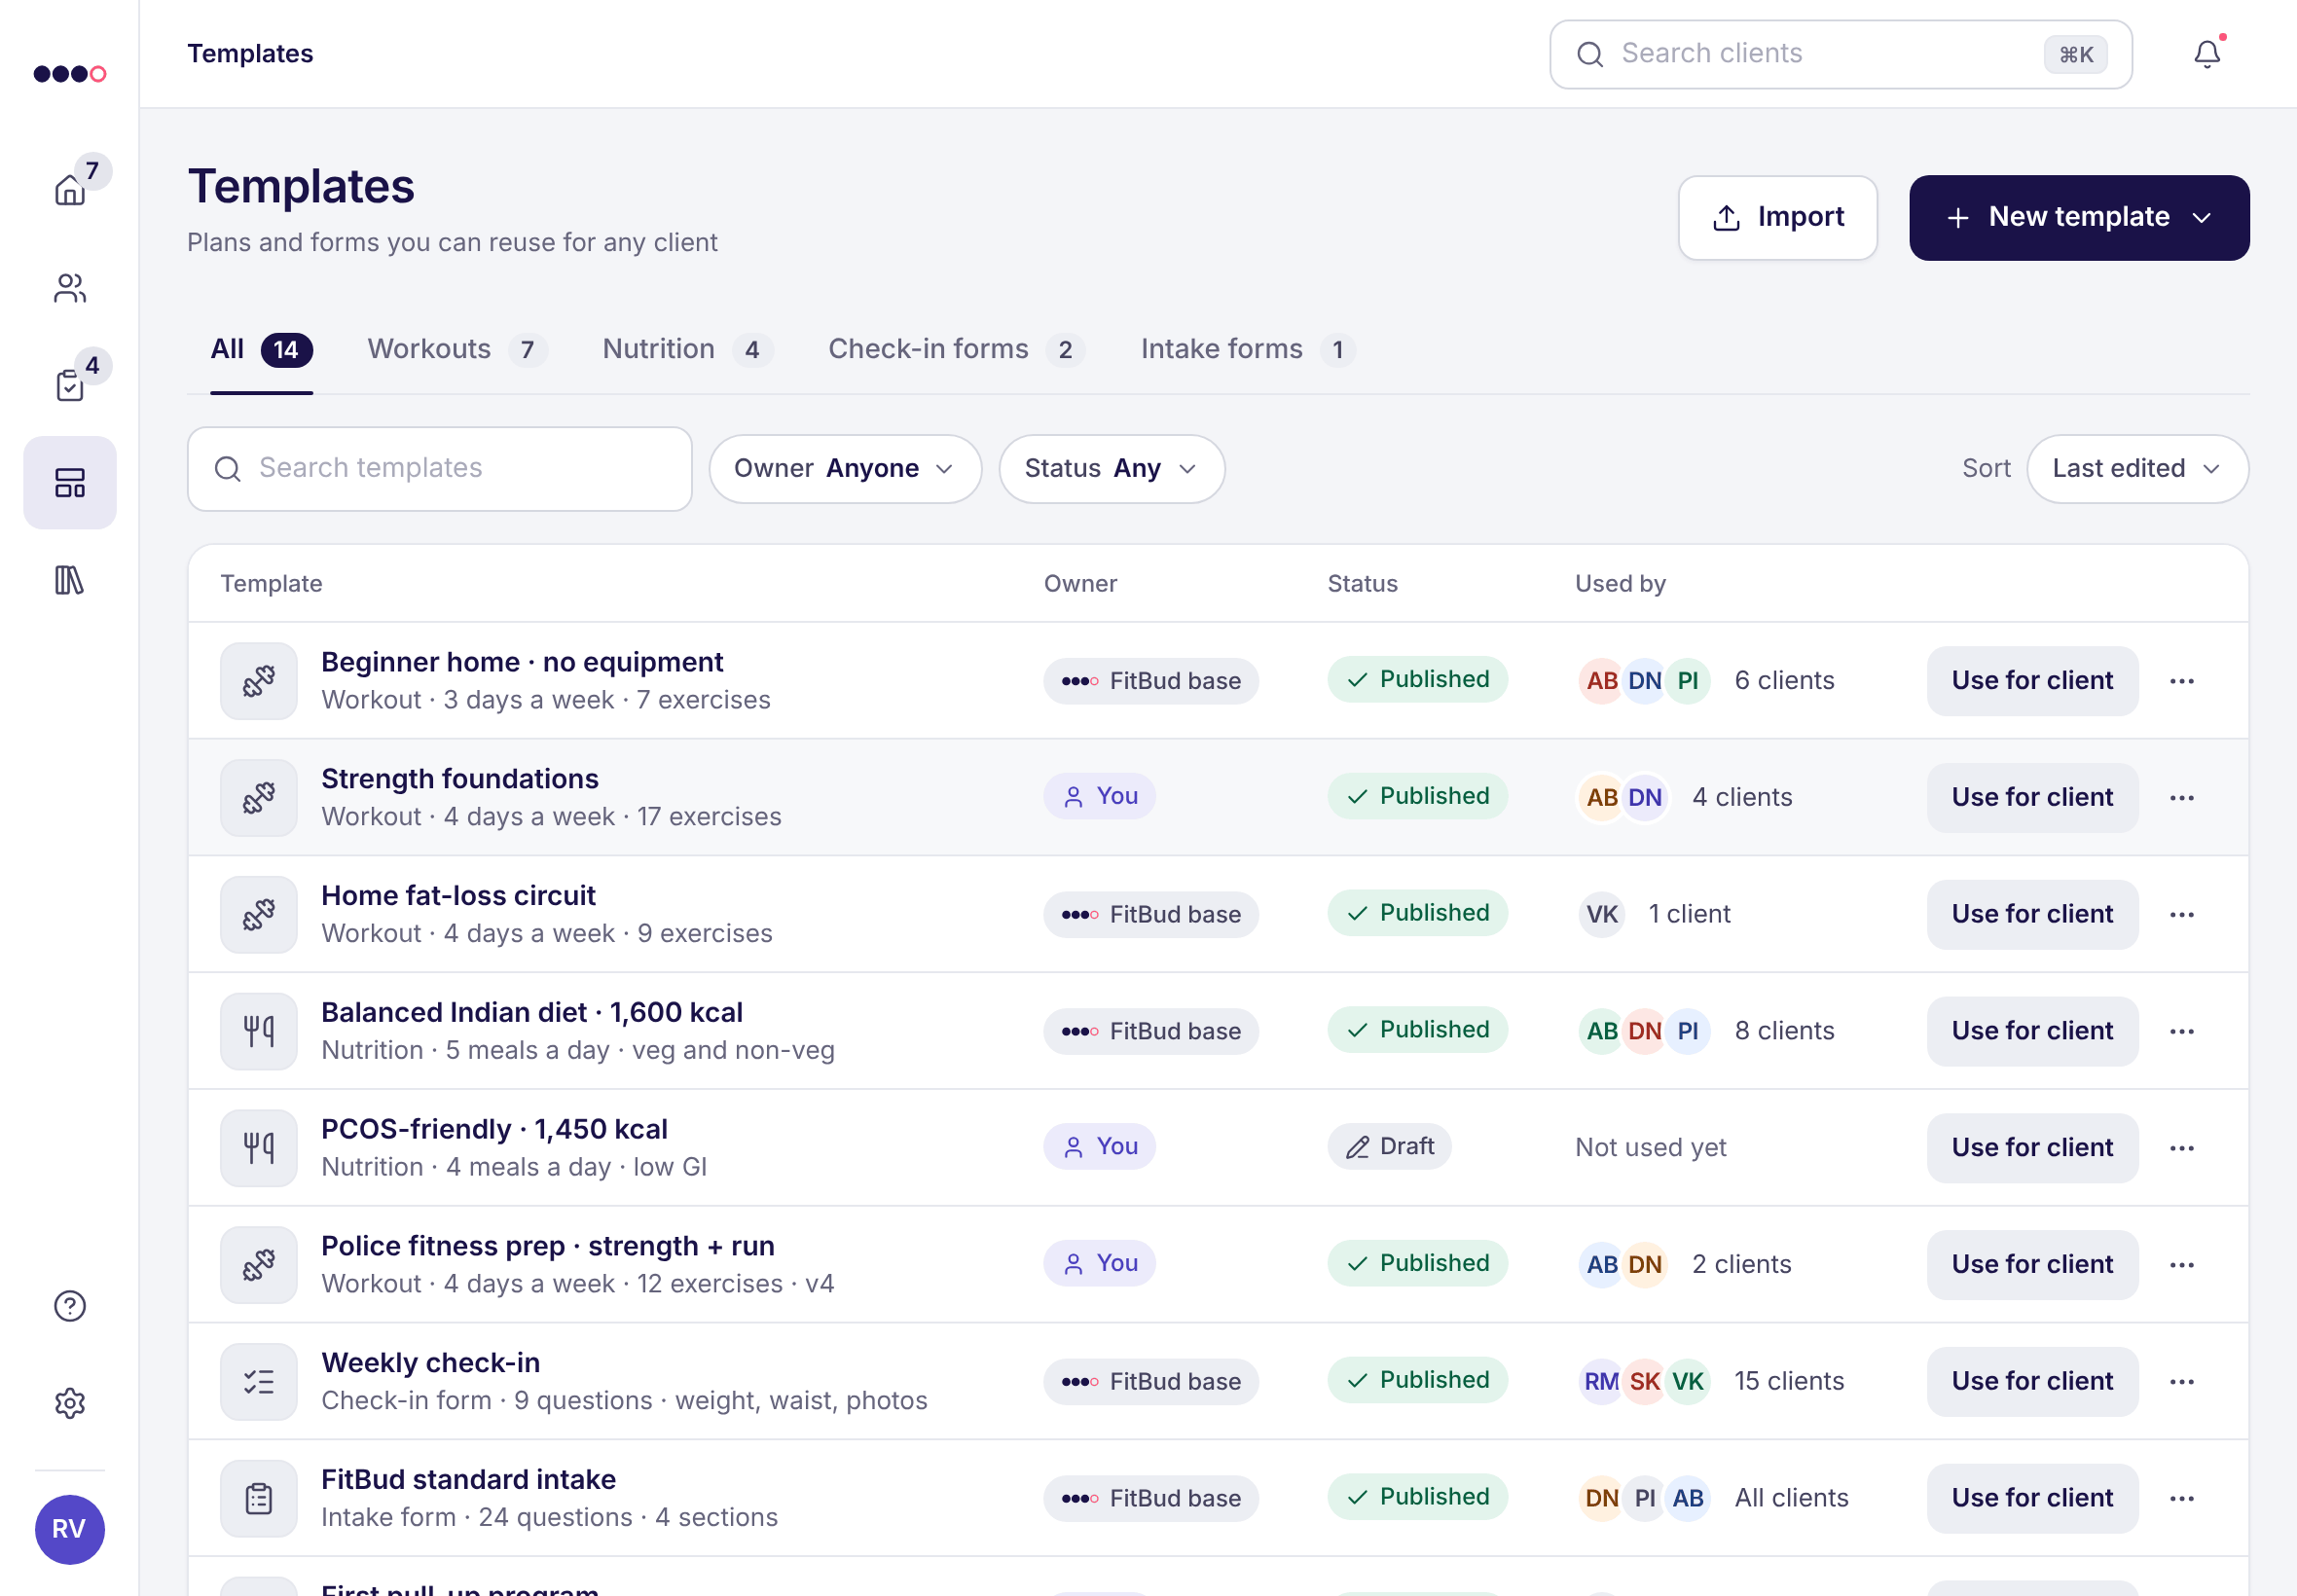 Templates
Search clients
⌘K
7
4
RV
Templates
Plans and forms you can reuse for any client
Import
New template
All 14
Workouts 7
Nutrition 4
Check-in forms 2
Intake forms 1
Search templates
Owner Anyone
Status Any
Sort Last edited
Template Owner Status Used by
Beginner home · no equipment
Workout · 3 days a week · 7 exercises
FitBud base
Published
AB DN PI 6 clients
Use for client
Strength foundations
Workout · 4 days a week · 17 exercises
You
Published
AB DN 4 clients
Use for client
Home fat-loss circuit
Workout · 4 days a week · 9 exercises
FitBud base
Published
VK 1 client
Use for client
Balanced Indian diet · 1,600 kcal
Nutrition · 5 meals a day · veg and non-veg
FitBud base
Published
AB DN PI 8 clients
Use for client
PCOS-friendly · 1,450 kcal
Nutrition · 4 meals a day · low GI
You
Draft
Not used yet
Use for client
Police fitness prep · strength + run
Workout · 4 days a week · 12 exercises · v4
You
Published
AB DN 2 clients
Use for client
Weekly check-in
Check-in form · 9 questions · weight, waist, photos
FitBud base
Published
RM SK VK 15 clients
Use for client
FitBud standard intake
Intake form · 24 questions · 4 sections
FitBud base
Published
DN PI AB All clients
Use for client
First pull-up program